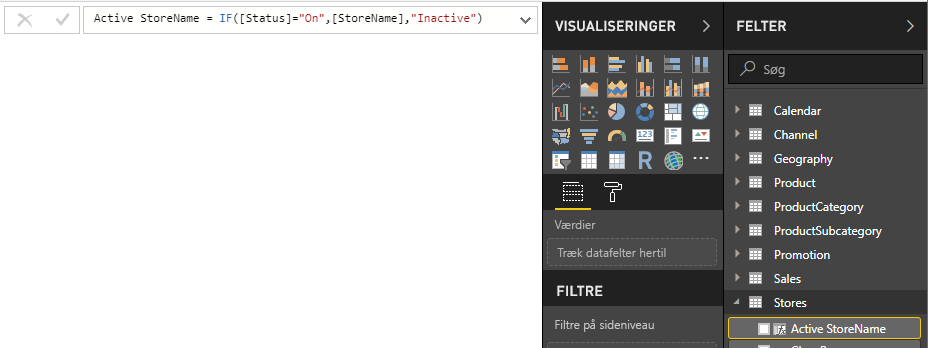 Active StoreName = IF([Status]="On",[StoreName],"Inactive")
VISUALISERINGER
FELTER
Søg
Calendar
Channel
Geography
Product
ProductCategory
ProductSubcategory
Promotion
Sales
Stores
Active StoreName
123
R
Værdier
Træk datafelter hertil
FILTRE
Filtre på sideniveau